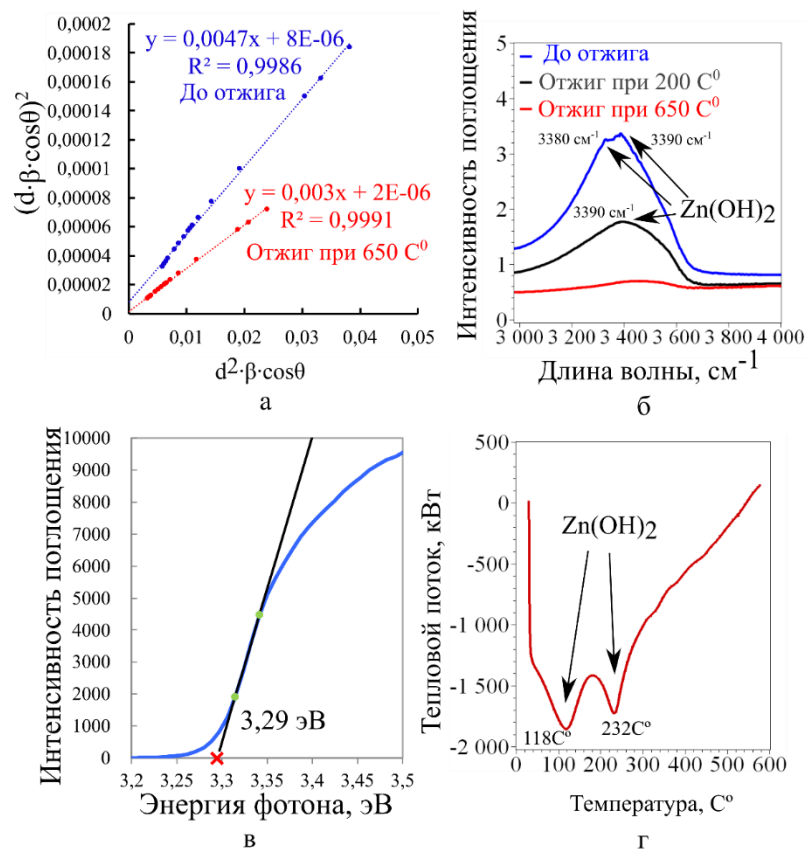 0,0002
0,00018
0,00016
0,00014
0,00012
0,0001
0,00008
0,00006
0,00004
0,00002
0
(d·β·cosθ)²
y = 0,0047x + 8E-06
R² = 0,9986
До отжига
y = 0,003x + 2E-06
R² = 0,9991
Отжиг при 650 C⁰
0 0,01 0,02 0,03 0,04 0,05
d²·β·cosθ
а
Интенсивность поглощения
5
4
3
2
1
0
До отжига
Отжиг при 200 C⁰
Отжиг при 650 C⁰
3380 см⁻¹
3390 см⁻¹
3390 см⁻¹
Zn(OH)₂
3 000 3 200 3 400 3 600 3 800 4 000
Длина волны, см⁻¹
б
Интенсивность поглощения
10000
9000
8000
7000
6000
5000
4000
3000
2000
1000
0
3,29 эВ
3,2 3,25 3,3 3,35 3,4 3,45 3,5
Энергия фотона, эВ
в
Тепловой поток, кВт
500
0
-500
-1 000
-1 500
-2 000
Zn(OH)₂
118Cº
232Cº
0 100 200 300 400 500 600
Температура, Cº
г